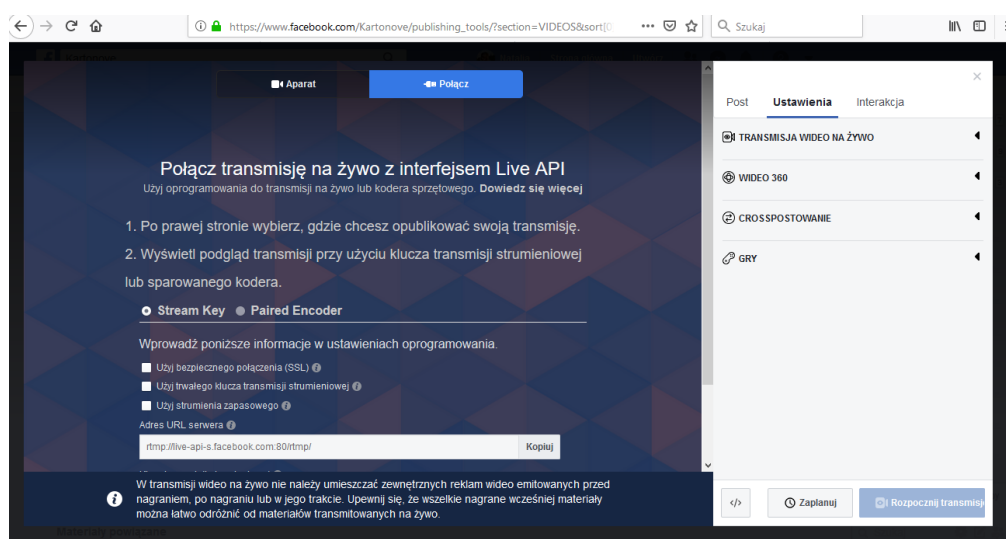 https://www.facebook.com/Kartonove/publishing_tools/?section=VIDEOS&sort[0
Szukaj
Aparat
Połącz
Połącz transmisję na żywo z interfejsem Live API
Użyj oprogramowania do transmisji na żywo lub kodera sprzętowego. Dowiedz się więcej
1. Po prawej stronie wybierz, gdzie chcesz opublikować swoją transmisję.
2. Wyświetl podgląd transmisji przy użyciu klucza transmisji strumieniowej
lub sparowanego kodera.
Stream Key Paired Encoder
Wprowadź poniższe informacje w ustawieniach oprogramowania.
Użyj bezpiecznego połączenia (SSL)
Użyj trwałego klucza transmisji strumieniowej
Użyj strumienia zapasowego
Adres URL serwera
rtmp://live-api-s.facebook.com:80/rtmp/
Kopiuj
W transmisji wideo na żywo nie należy umieszczać zewnętrznych reklam wideo emitowanych przed
nagraniem, po nagraniu lub w jego trakcie. Upewnij się, że wszelkie nagrane wcześniej materiały
można łatwo odróżnić od materiałów transmitowanych na żywo.
Post Ustawienia Interakcja
TRANSMISJA WIDEO NA ŻYWO
WIDEO 360
CROSSPOSTOWANIE
GRY
</> Zaplanuj Rozpocznij transmisj
Materiały powiązane